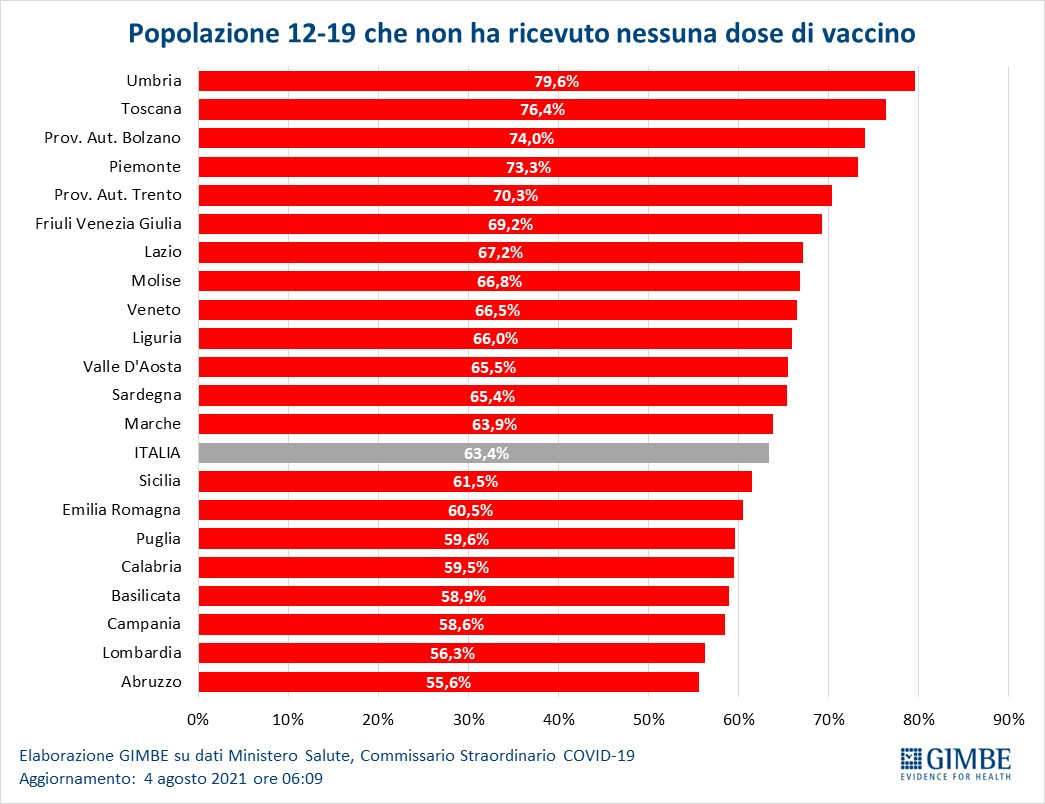 Popolazione 12-19 che non ha ricevuto nessuna dose di vaccino
Umbria 79,6%
Toscana 76,4%
Prov. Aut. Bolzano 74,0%
Piemonte 73,3%
Prov. Aut. Trento 70,3%
Friuli Venezia Giulia 69,2%
Lazio 67,2%
Molise 66,8%
Veneto 66,5%
Liguria 66,0%
Valle D'Aosta 65,5%
Sardegna 65,4%
Marche 63,9%
ITALIA 63,4%
Sicilia 61,5%
Emilia Romagna 60,5%
Puglia 59,6%
Calabria 59,5%
Basilicata 58,9%
Campania 58,6%
Lombardia 56,3%
Abruzzo 55,6%
0% 10% 20% 30% 40% 50% 60% 70% 80% 90%
Elaborazione GIMBE su dati Ministero Salute, Commissario Straordinario COVID-19
Aggiornamento: 4 agosto 2021 ore 06:09
GIMBE
EVIDENCE FOR HEALTH